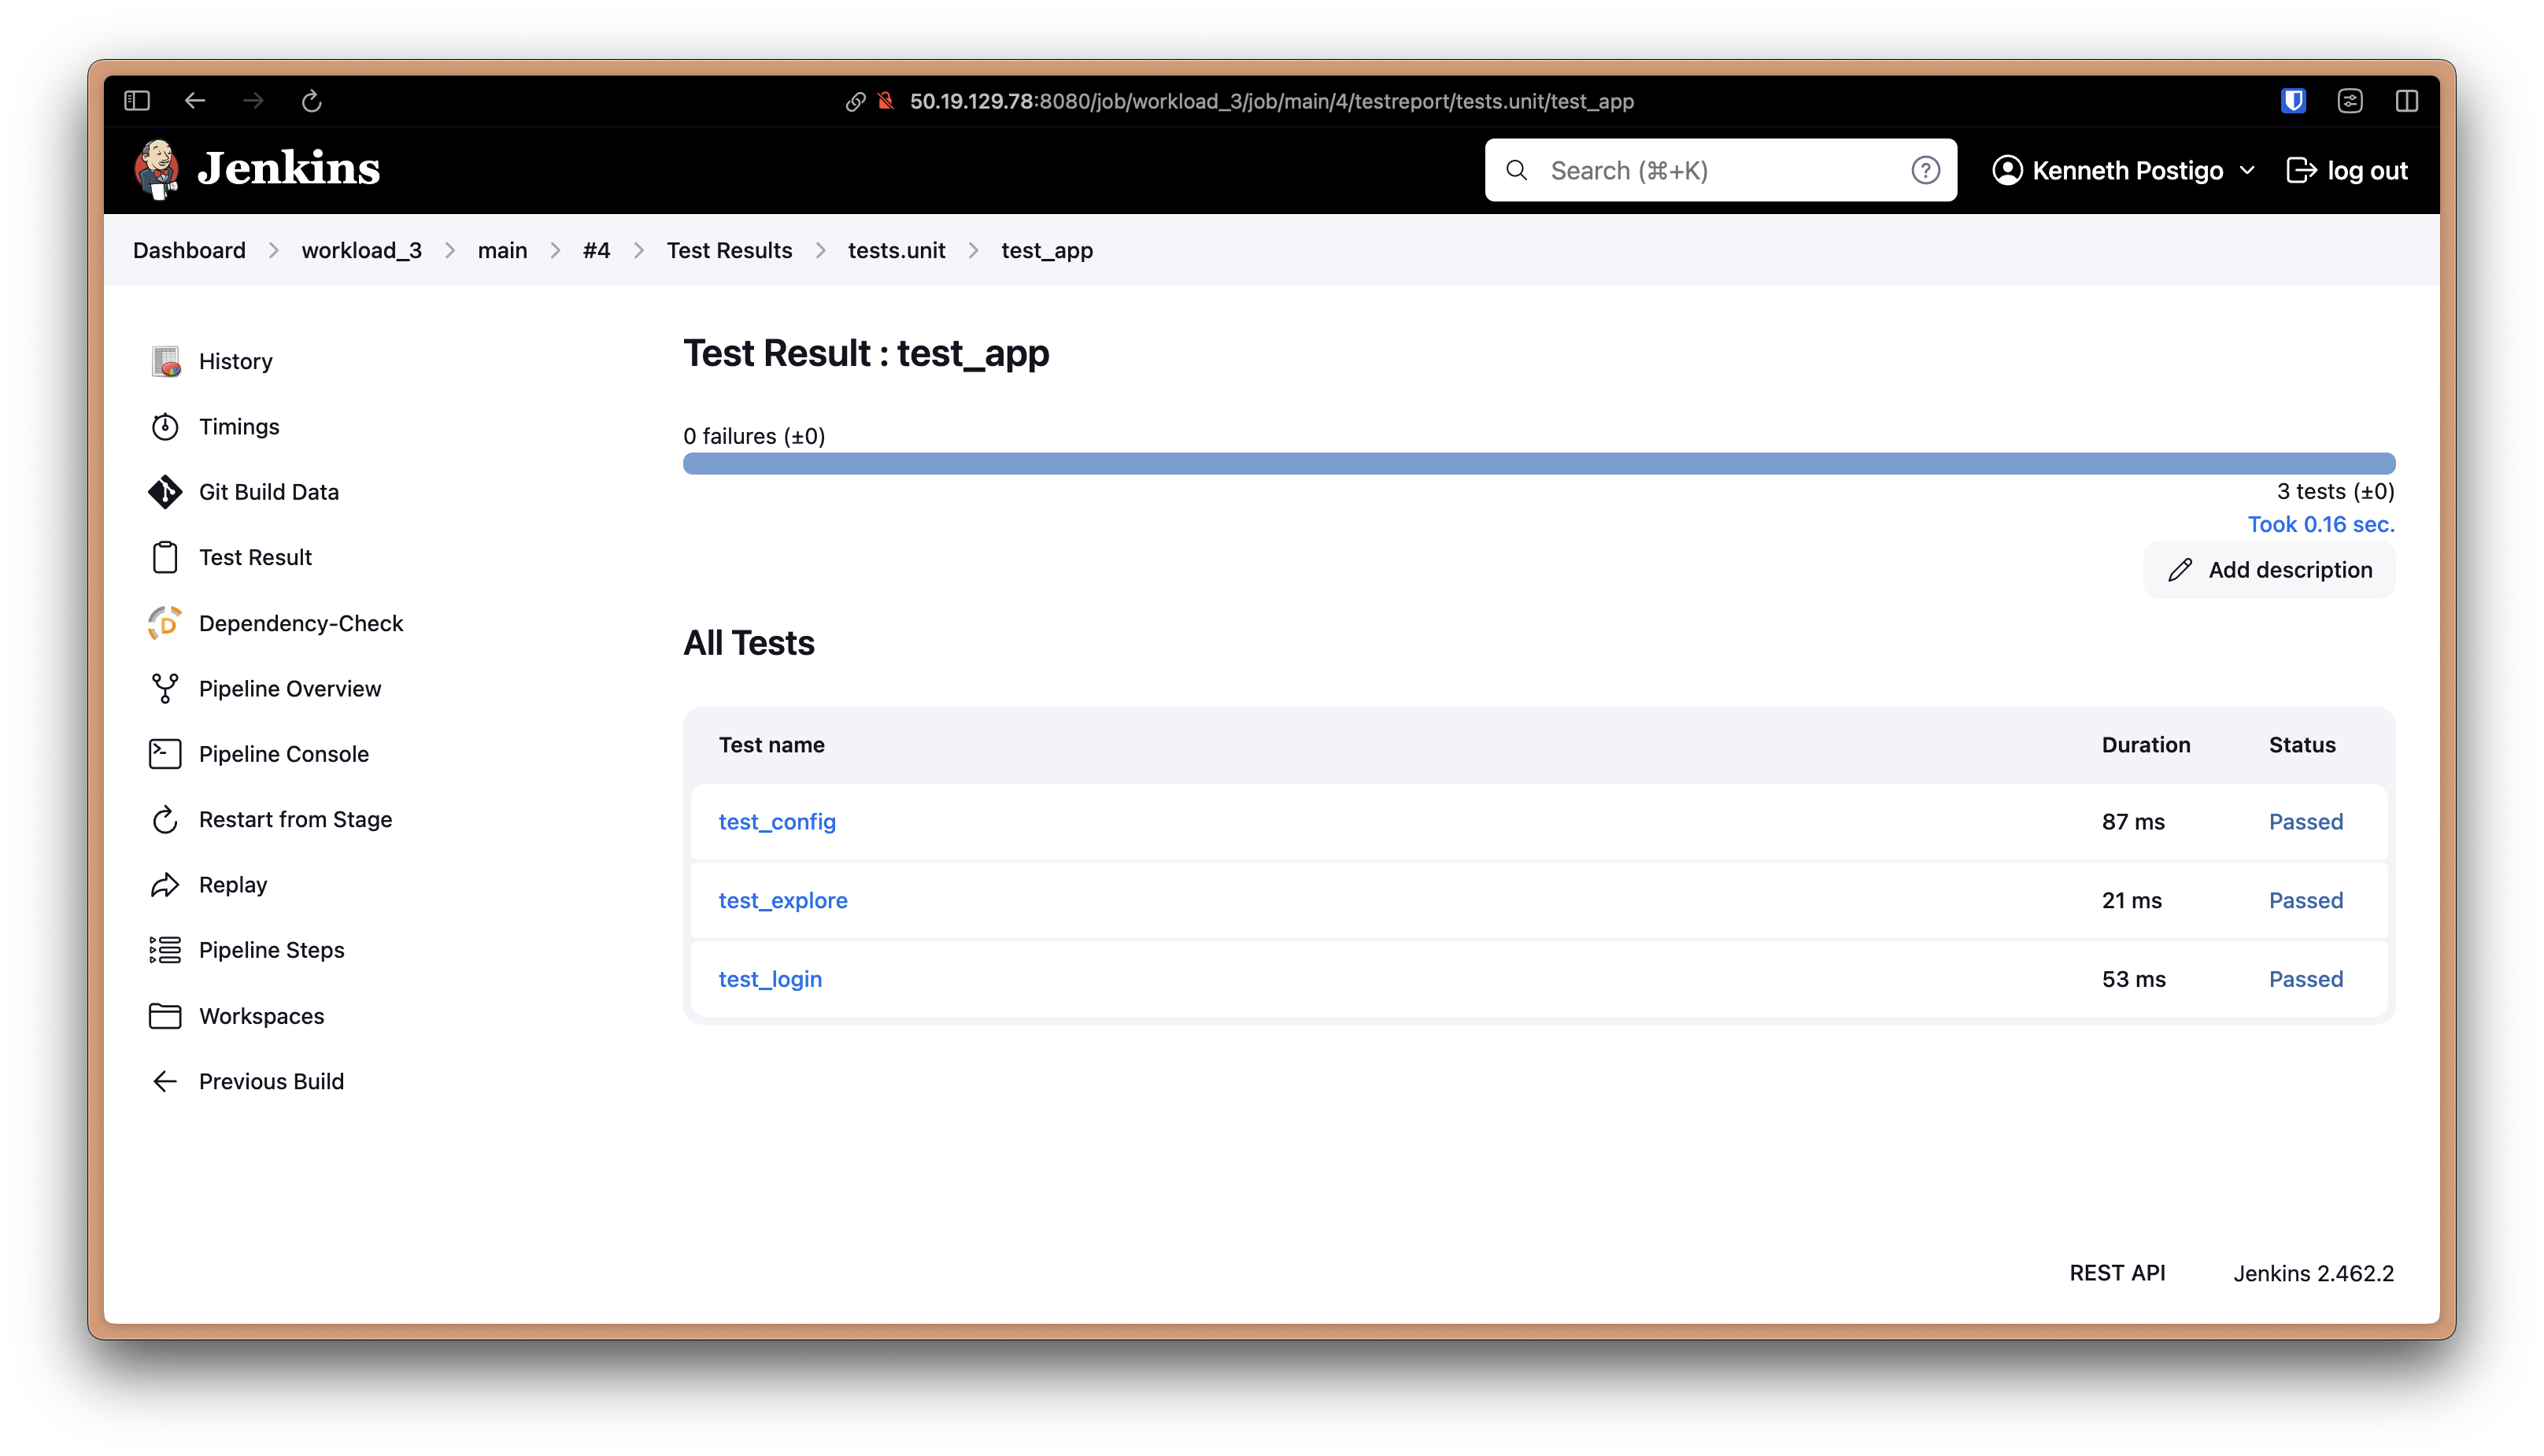 50.19.129.78:8080/job/workload_3/job/main/4/testreport/tests.unit/test_app
Jenkins
Search (⌘+K)
Kenneth Postigo
log out
Dashboard workload_3 main #4 Test Results tests.unit test_app
History
Timings
Git Build Data
Test Result
Dependency-Check
Pipeline Overview
Pipeline Console
Restart from Stage
Replay
Pipeline Steps
Workspaces
Previous Build
Test Result : test_app
0 failures (±0)
3 tests (±0)
Took 0.16 sec.
Add description
All Tests
Test name Duration Status
test_config 87 ms Passed
test_explore 21 ms Passed
test_login 53 ms Passed
REST API Jenkins 2.462.2